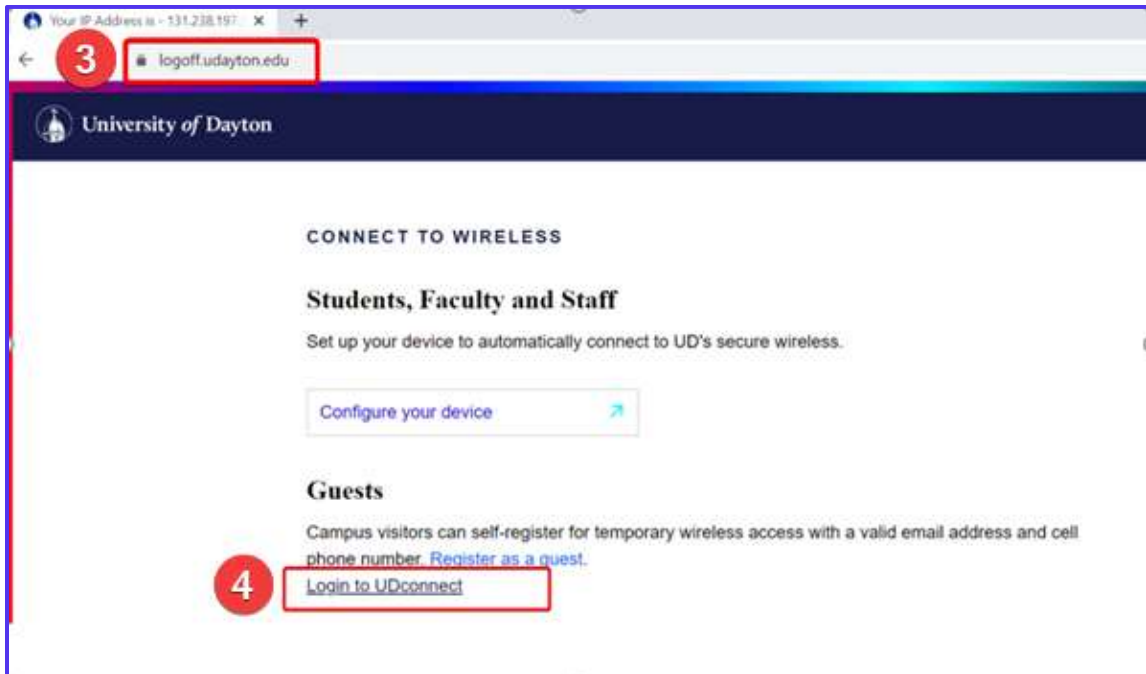 Your IP Address is - 131.238.197.
3
logoff.udayton.edu
University of Dayton
CONNECT TO WIRELESS
Students, Faculty and Staff
Set up your device to automatically connect to UD's secure wireless.
Configure your device
Guests
Campus visitors can self-register for temporary wireless access with a valid email address and cell
phone number. Register as a guest.
4
Login to UDconnect